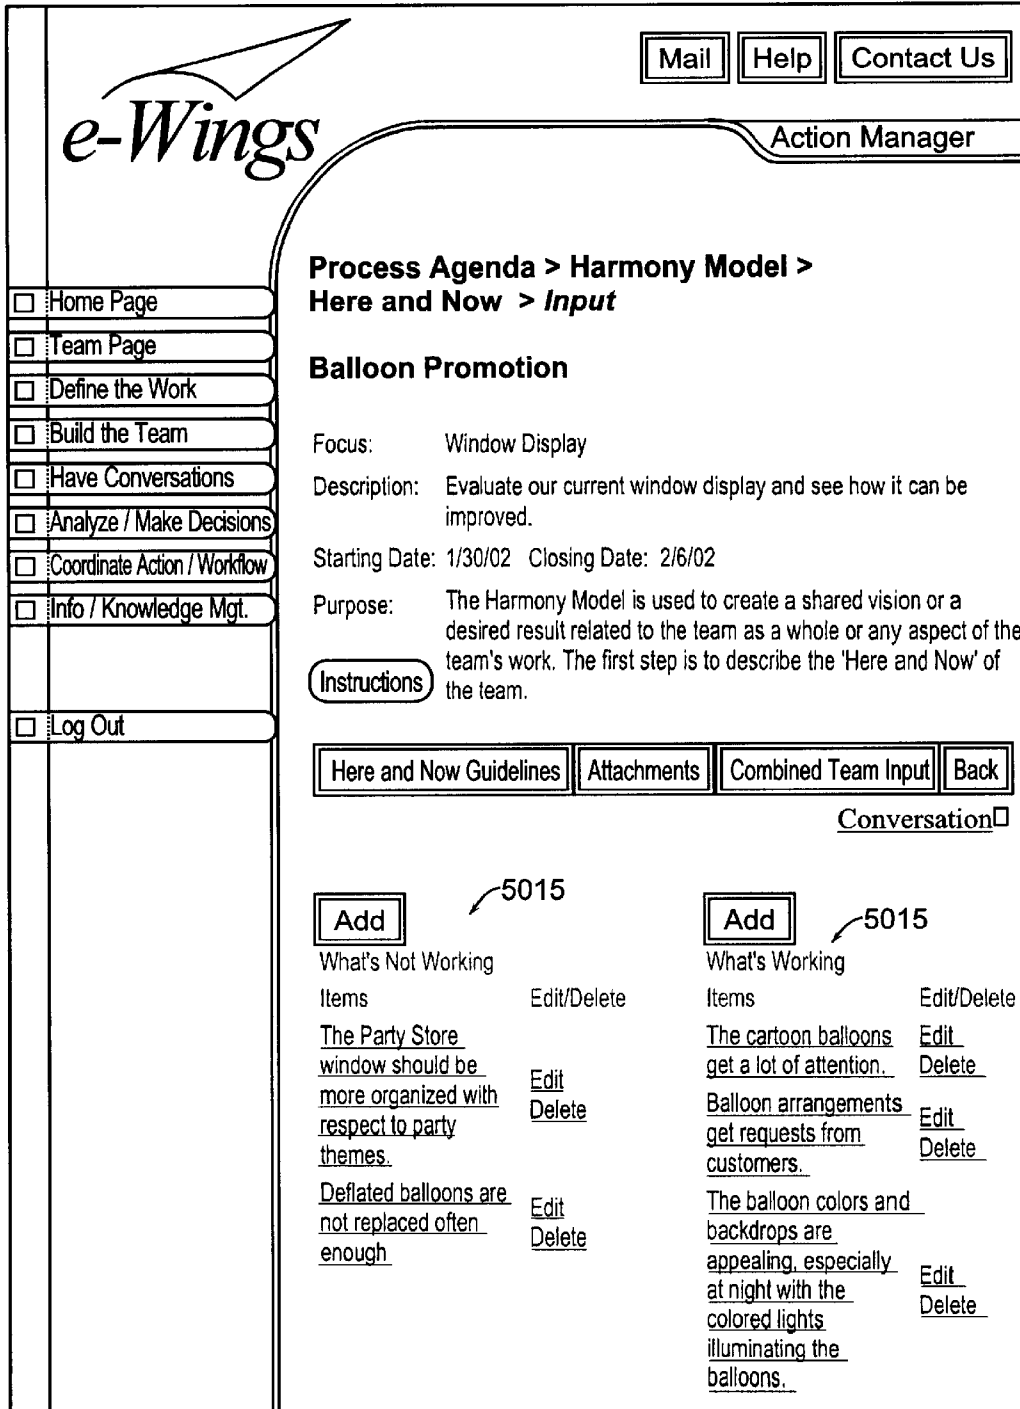 e-Wings
Mail Help Contact Us
Action Manager
Home Page
Team Page
Define the Work
Build the Team
Have Conversations
Analyze / Make Decisions
Coordinate Action / Workflow
Info / Knowledge Mgt.
Log Out
Process Agenda > Harmony Model >
Here and Now > Input
Balloon Promotion
Focus: Window Display
Description: Evaluate our current window display and see how it can be
improved.
Starting Date: 1/30/02 Closing Date: 2/6/02
Purpose: The Harmony Model is used to create a shared vision or a
desired result related to the team as a whole or any aspect of the
team's work. The first step is to describe the 'Here and Now' of
the team.
Instructions
Here and Now Guidelines Attachments Combined Team Input Back
Conversation
Add 5015
What's Not Working
Items Edit/Delete
The Party Store
window should be
more organized with
respect to party
themes.
Edit
Delete
Deflated balloons are
not replaced often
enough
Edit
Delete
Add 5015
What's Working
Items Edit/Delete
The cartoon balloons
get a lot of attention.
Edit
Delete
Balloon arrangements
get requests from
customers.
Edit
Delete
The balloon colors and
backdrops are
appealing, especially
at night with the
colored lights
illuminating the
balloons.
Edit
Delete